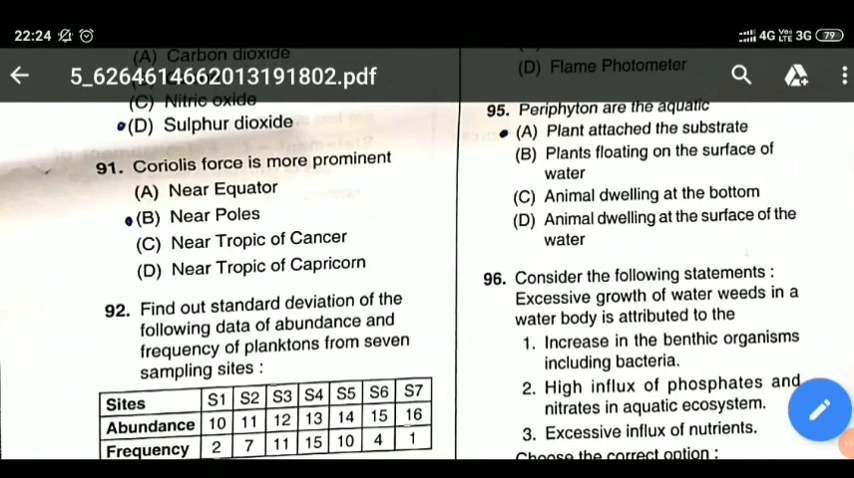 22:24
4G VoLTE 3G 79
5_6264614662013191802.pdf
(A) Carbon dioxide
(C) Nitric oxide
(D) Sulphur dioxide
91. Coriolis force is more prominent
(A) Near Equator
(B) Near Poles
(C) Near Tropic of Cancer
(D) Near Tropic of Capricorn
92. Find out standard deviation of the
following data of abundance and
frequency of planktons from seven
sampling sites :
Sites S1 S2 S3 S4 S5 S6 S7
Abundance 10 11 12 13 14 15 16
Frequency 2 7 11 15 10 4 1
(D) Flame Photometer
95. Periphyton are the aquatic
(A) Plant attached the substrate
(B) Plants floating on the surface of
water
(C) Animal dwelling at the bottom
(D) Animal dwelling at the surface of the
water
96. Consider the following statements :
Excessive growth of water weeds in a
water body is attributed to the
1. Increase in the benthic organisms
including bacteria.
2. High influx of phosphates and
nitrates in aquatic ecosystem.
3. Excessive influx of nutrients.
Choose the correct option :